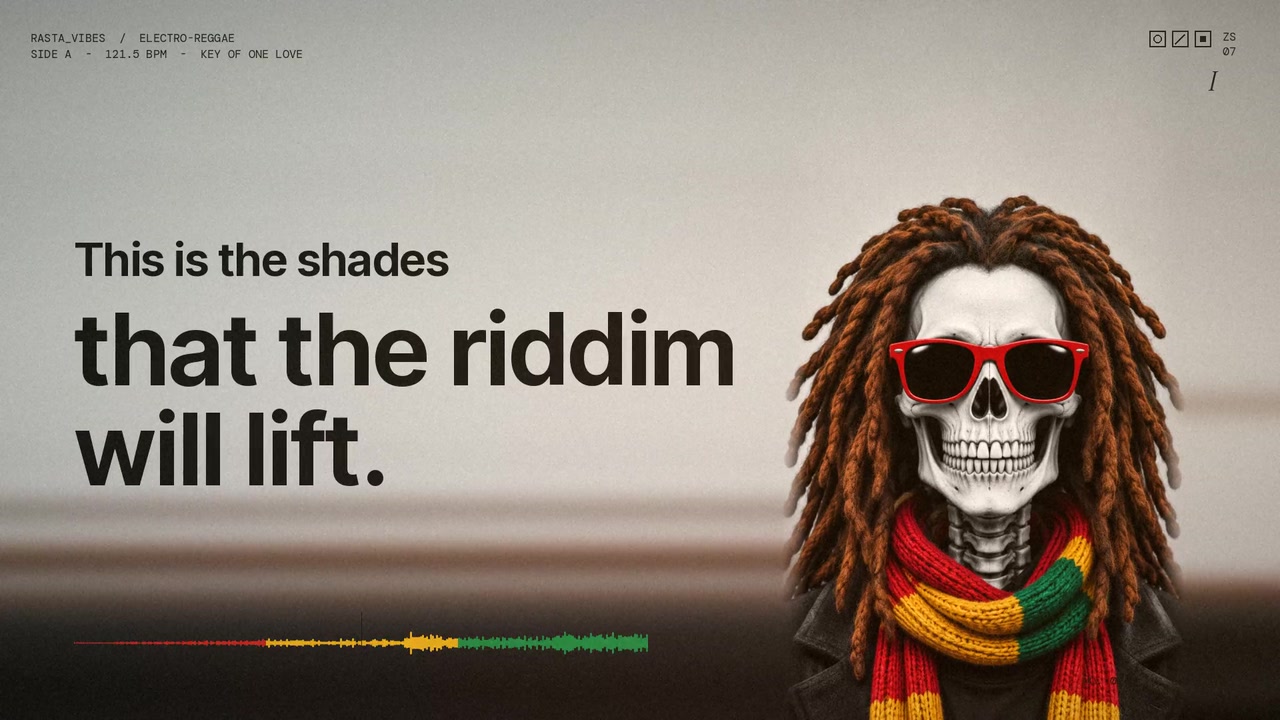 RASTA_VIBES / ELECTRO-REGGAE
SIDE A - 121.5 BPM - KEY OF ONE LOVE
ZS
07
I
This is the shades
that the riddim
will lift.